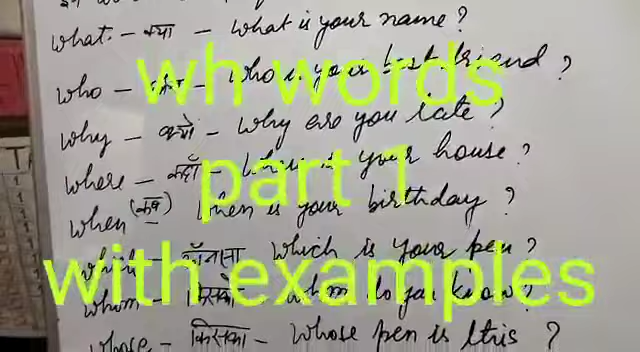 what - क्या - What is your name?
who - कौन - Who is your best friend ?
why - क्यों - Why are you late ?
where - कहाँ - is your house ?
when (कब) - When is your birthday ?
which - कौनसा Which is your pen ?
whom - किसको whom do you know?
whose - किसका - Whose pen is this ?
wh words
part 1
with examples